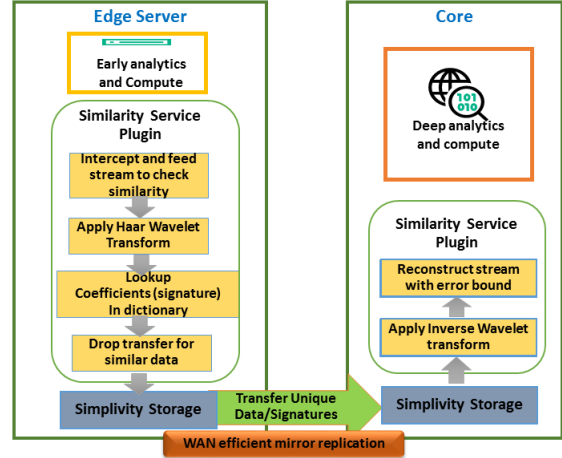 Edge Server
Early analytics
and Compute
Similarity Service
Plugin
Intercept and feed
stream to check
similarity
Apply Haar Wavelet
Transform
Lookup
Coefficients (signature)
In dictionary
Drop transfer for
similar data
Simplivity Storage
Transfer Unique
Data/Signatures
WAN efficient mirror replication
Core
101
010
Deep analytics
and compute
Similarity Service
Plugin
Reconstruct stream
with error bound
Apply Inverse Wavelet
transform
Simplivity Storage